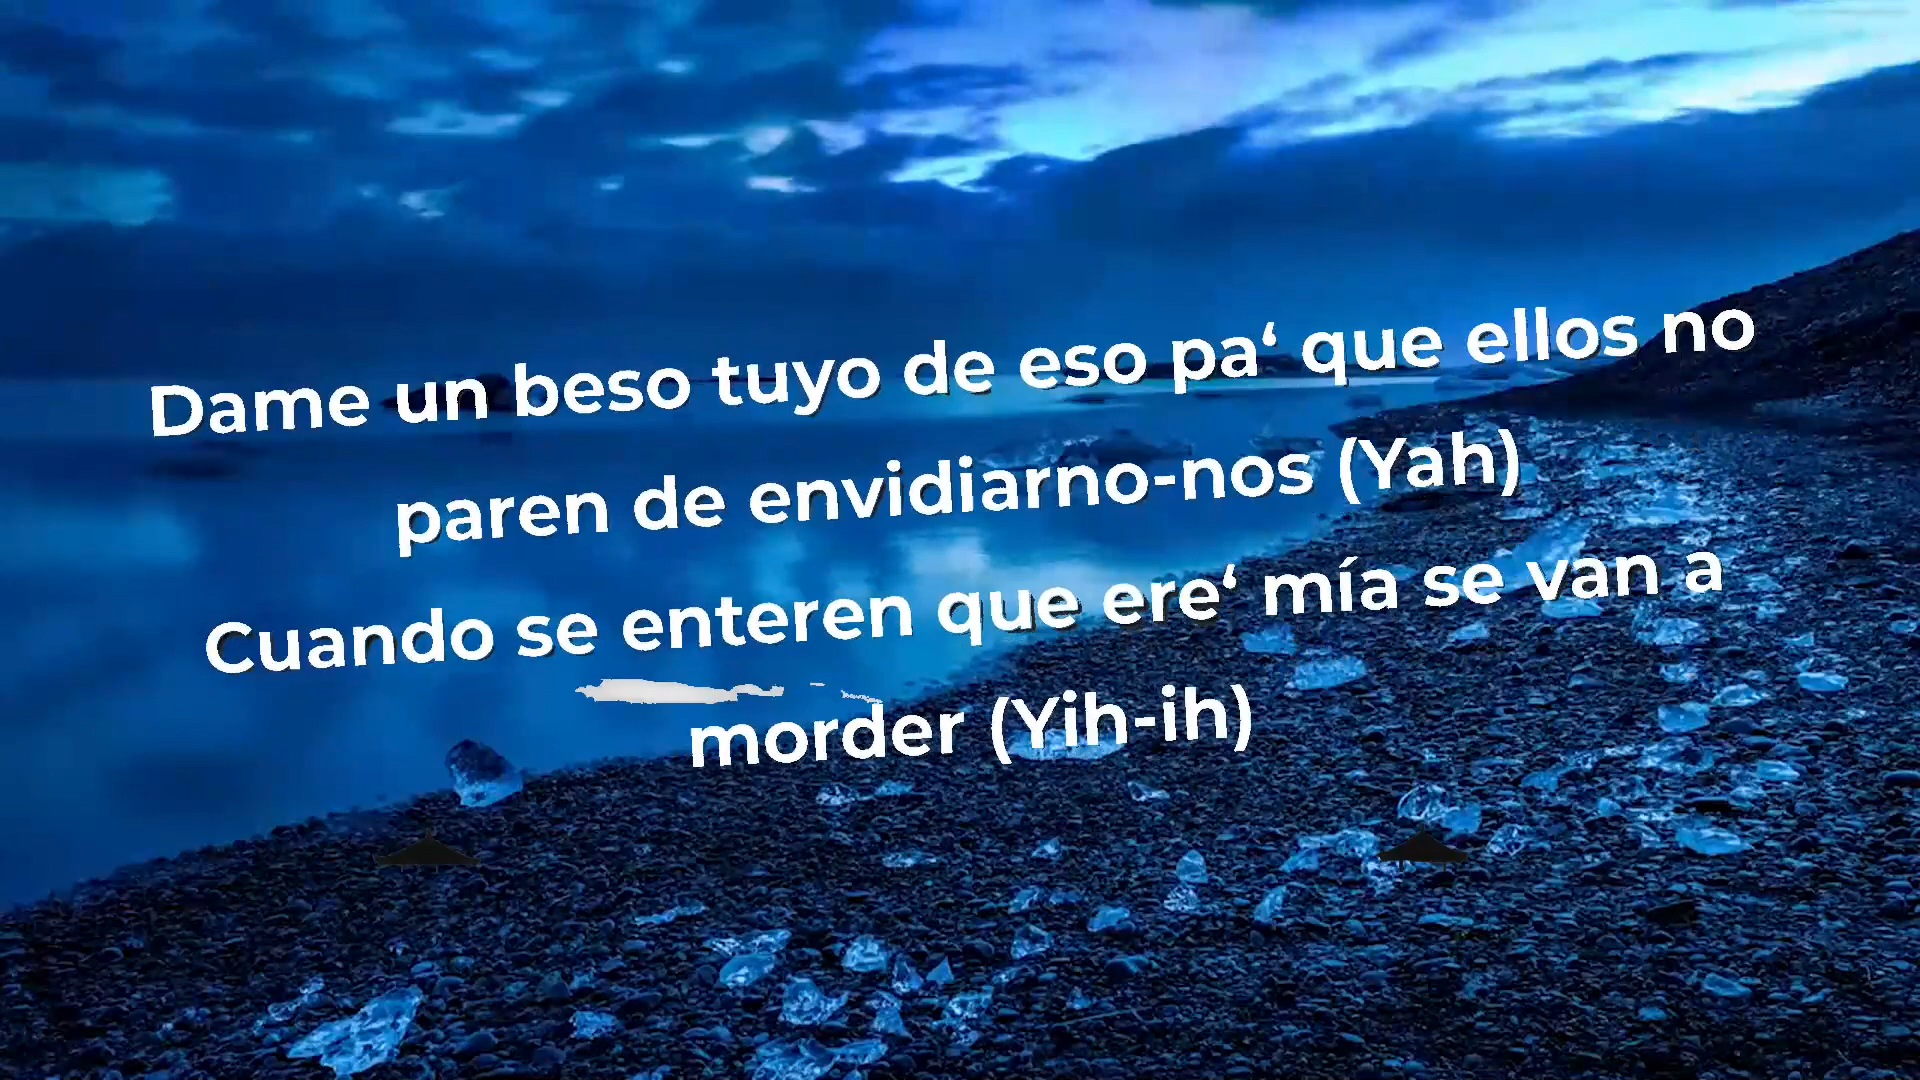 Dame un beso tuyo de eso pa‘ que ellos no
paren de envidiarno-nos (Yah)
Cuando se enteren que ere‘ mía se van a
morder (Yih-ih)